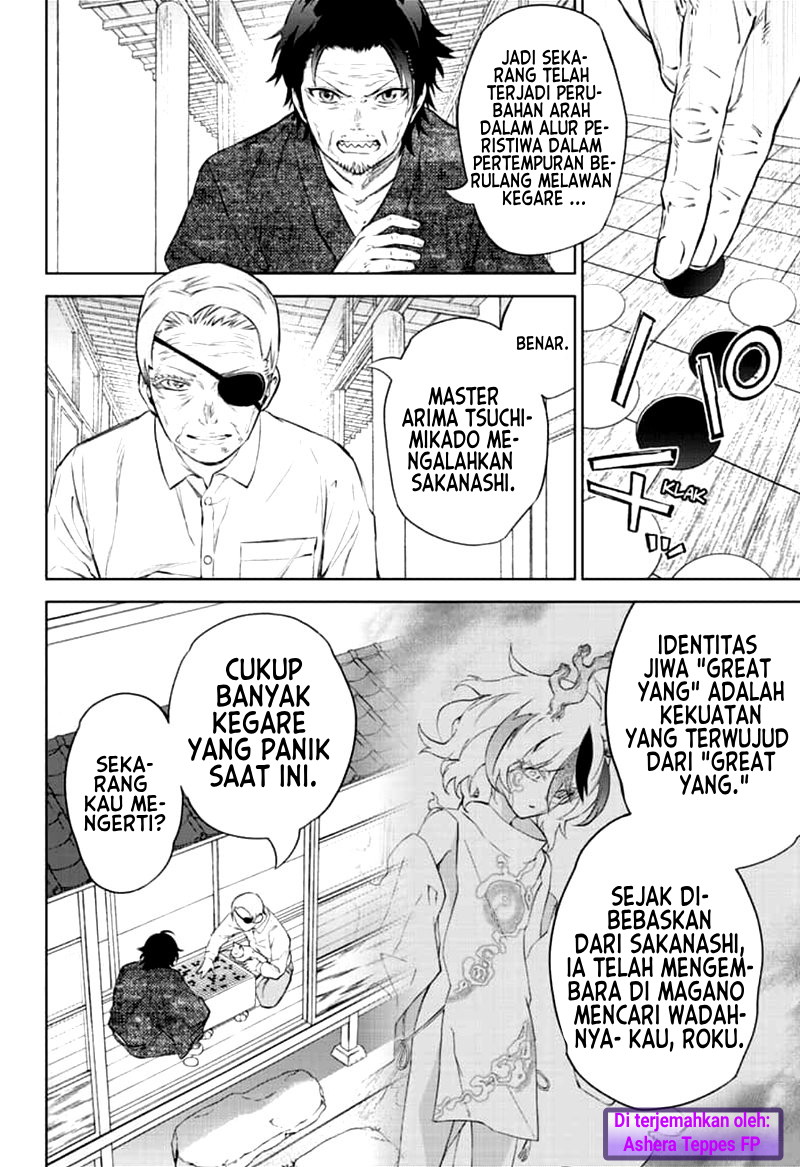 JADI SEKA-
RANG TELAH
TERJADI PERU-
BAHAN ARAH
DALAM ALUR PE-
RISTIWA DALAM
PERTEMPURAN BE-
RULANG MELAWAN
KEGARE ...
KLAK
BENAR.
MASTER
ARIMA TSUCHI-
MIKADO ME-
NGALAHKAN
SAKANASHI.
IDENTITAS
JIWA "GREAT
YANG" ADALAH
KEKUATAN
YANG TERWUJUD
DARI "GREAT
YANG."
SEJAK DI-
BEBASKAN
DARI SAKANASHI,
IA TELAH MENGEM-
BARA DI MAGANO
MENCARI WADAH-
NYA- KAU, ROKU.
CUKUP
BANYAK
KEGARE
YANG PANIK
SAAT INI.
SEKA-
RANG
KAU ME-
NGERTI?
Di terjemahkan oleh:
Ashera Teppes FP